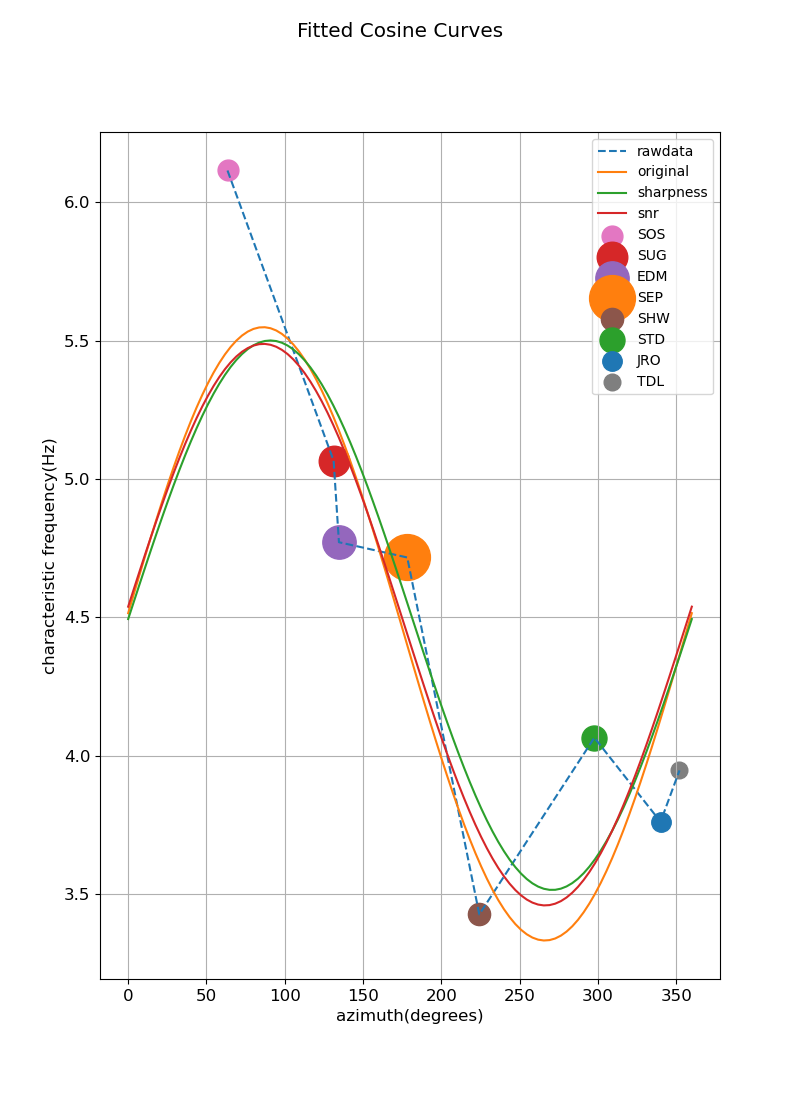 Fitted Cosine Curves
rawdata
original
sharpness
snr
SOS
SUG
EDM
SEP
SHW
STD
JRO
TDL
6.0
5.5
5.0
4.5
4.0
3.5
characteristic frequency(Hz)
0 50 100 150 200 250 300 350
azimuth(degrees)